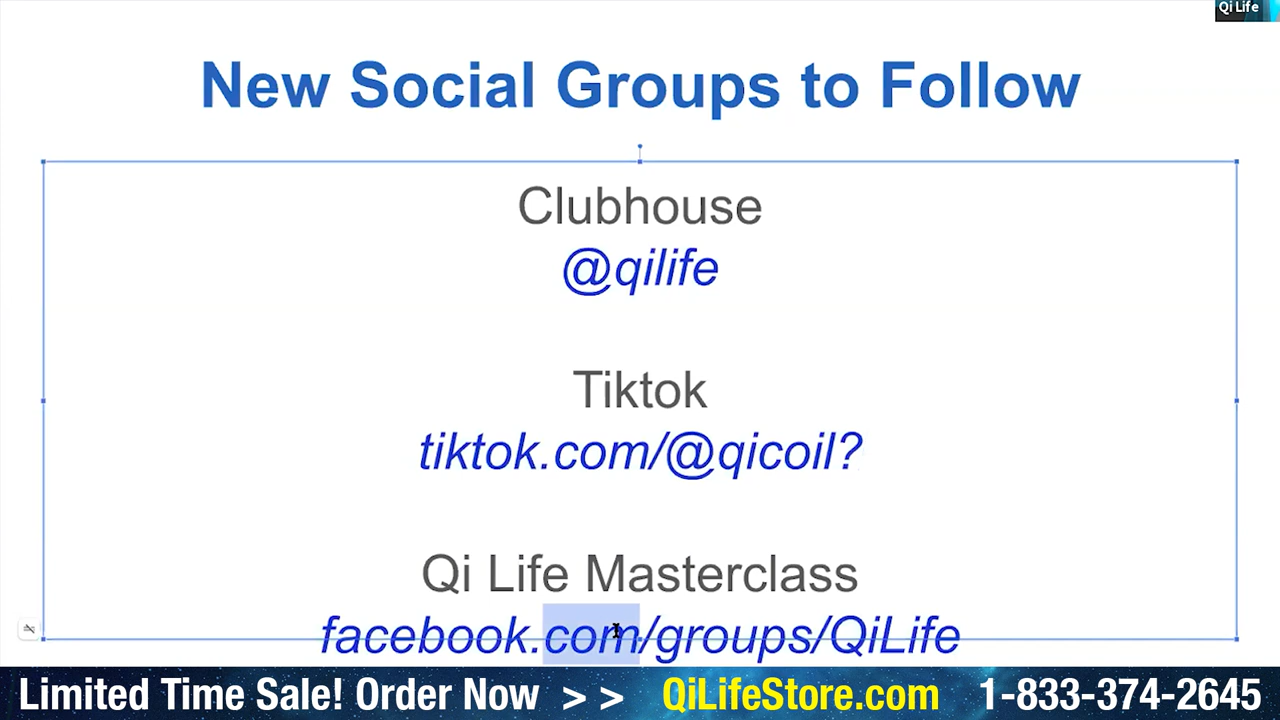 Qi Life
New Social Groups to Follow
Clubhouse
@qilife
Tiktok
tiktok.com/@qicoil?
Qi Life Masterclass
facebook.com/groups/QiLife
Limited Time Sale! Order Now > > QiLifeStore.com 1-833-374-2645